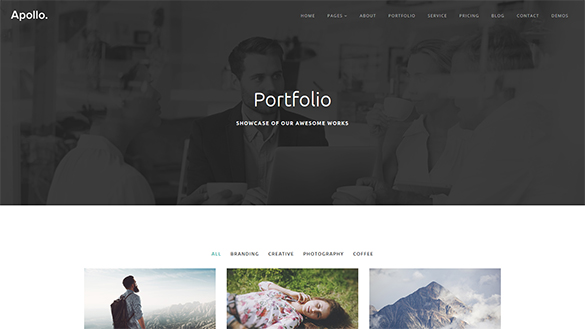 Apollo.
HOME PAGES ABOUT PORTFOLIO SERVICE PRICING BLOG CONTACT DEMOS
Portfolio
SHOWCASE OF OUR AWESOME WORKS
ALL BRANDING CREATIVE PHOTOGRAPHY COFFEE